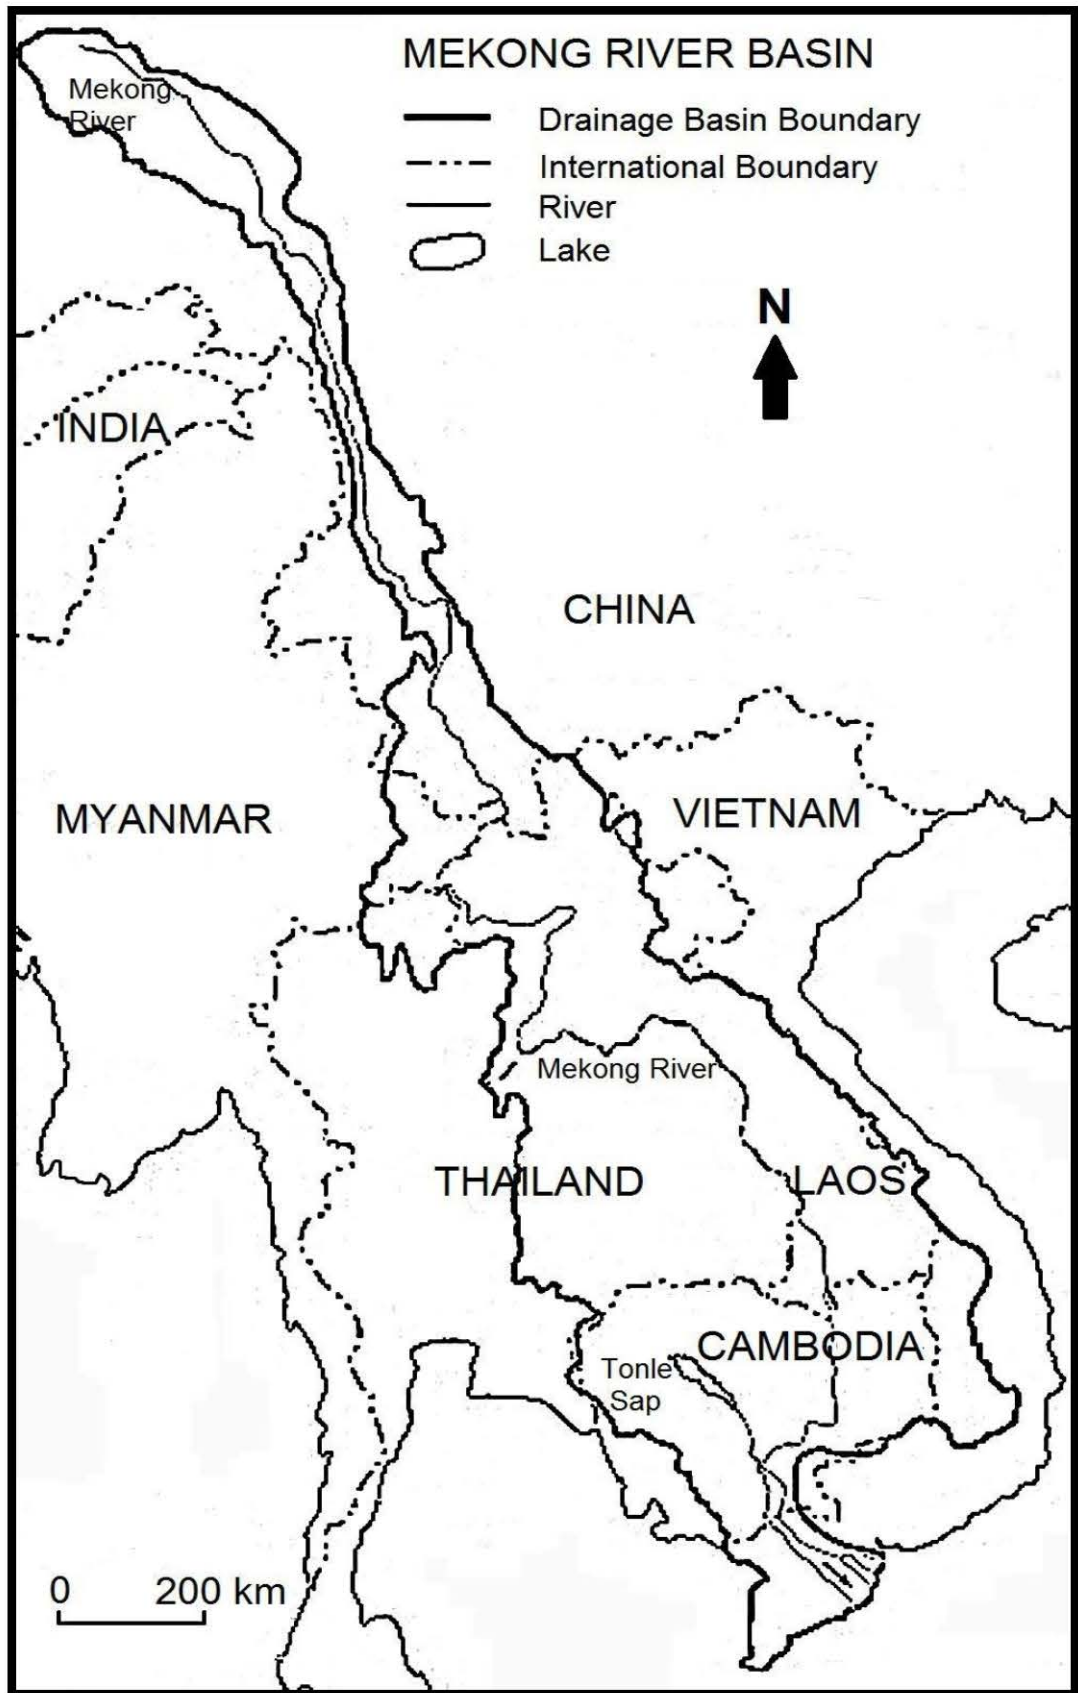 MEKONG RIVER BASIN
Mekong
River
Drainage Basin Boundary
International Boundary
River
Lake
N
INDIA
CHINA
MYANMAR
VIETNAM
Mekong River
THAILAND
LAOS
CAMBODIA
Tonle
Sap
0 200 km